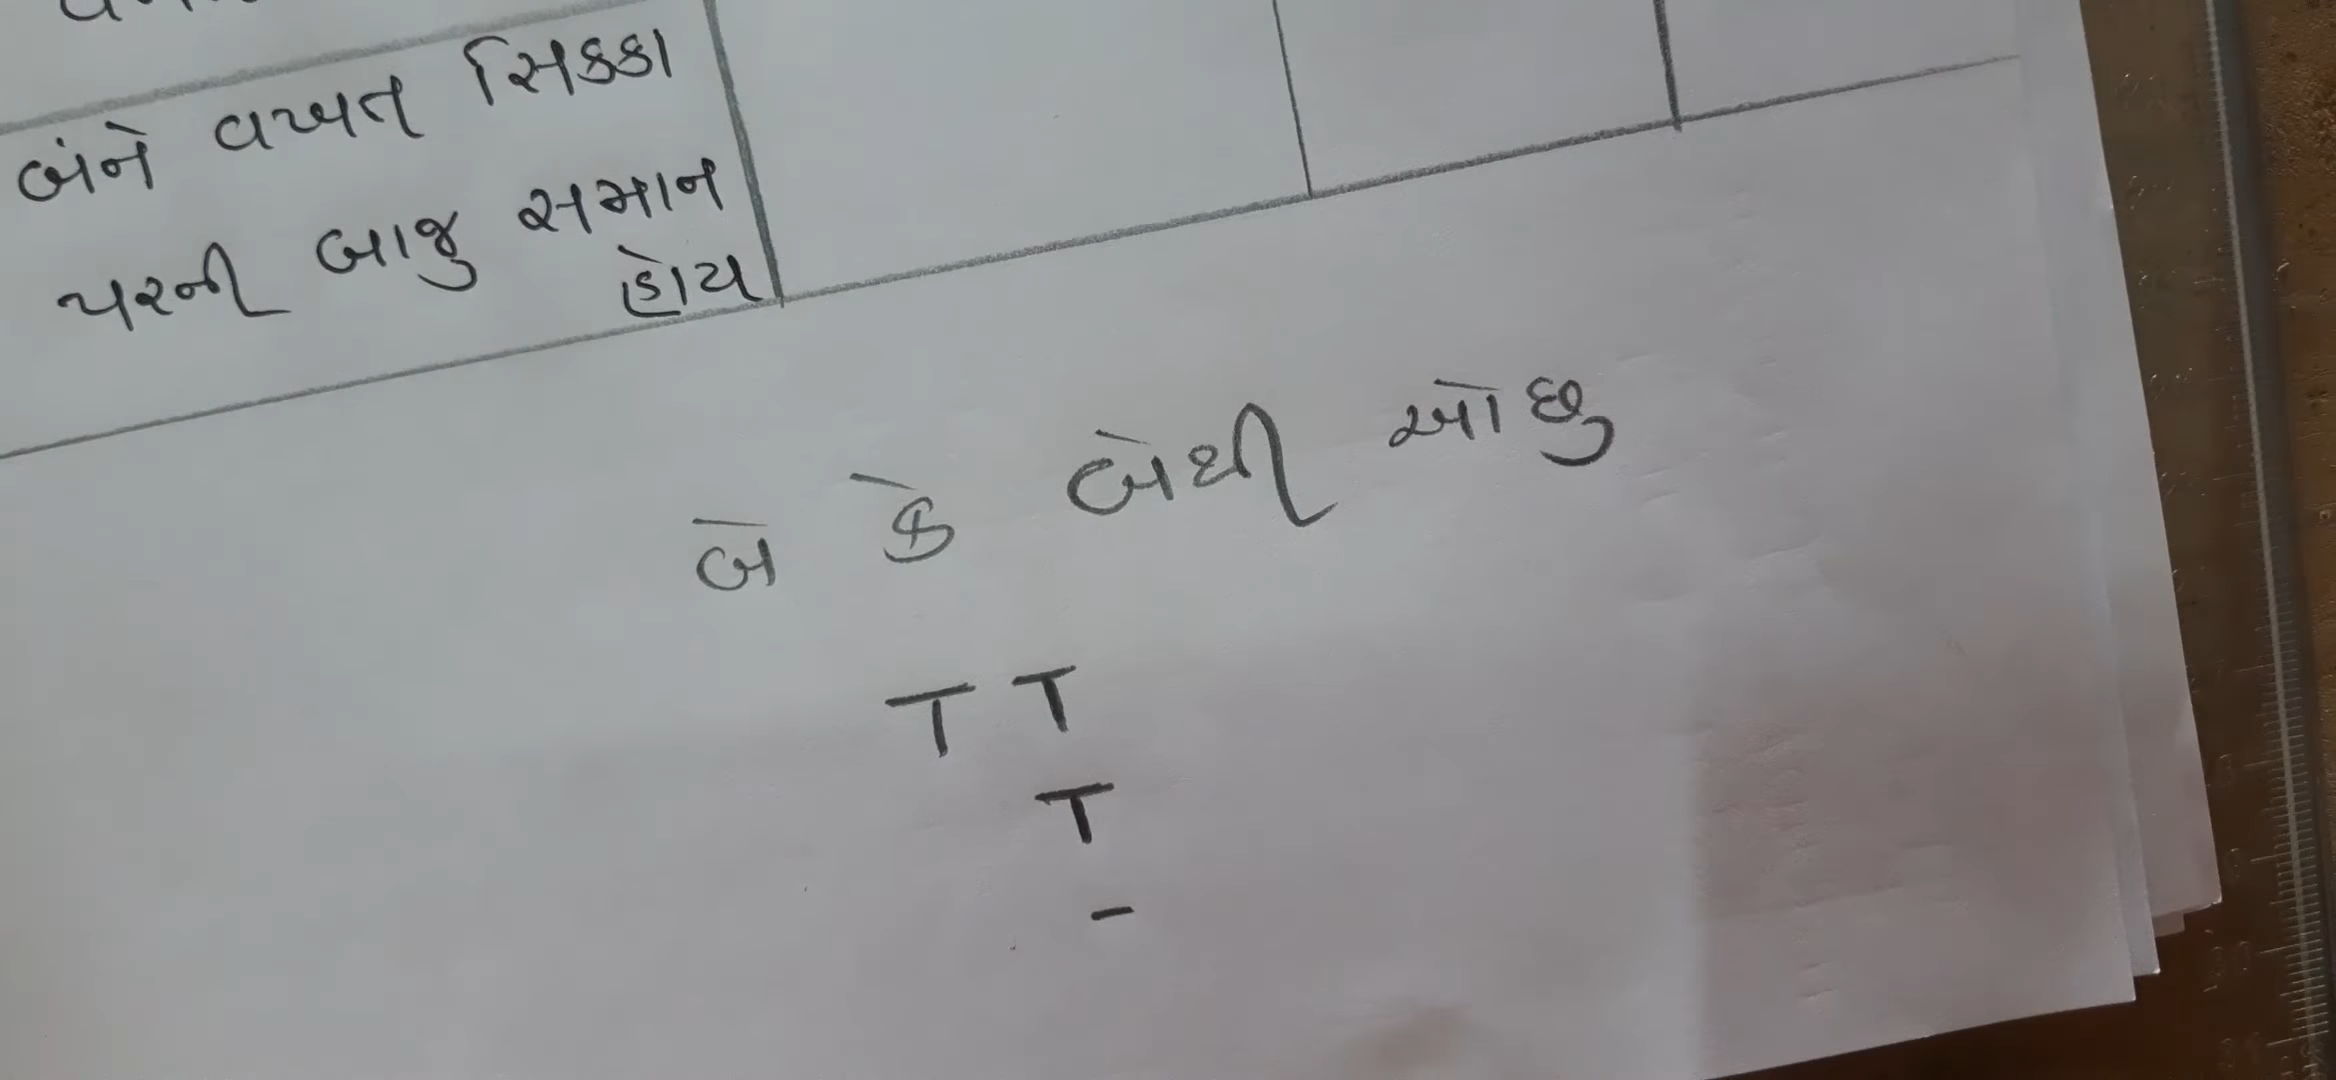 બંને વખત સિક્કા
પરની બાજુ સમાન
હોય
બે કે બેથી ઓછુ
T T
T
-